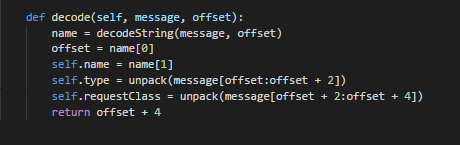 def decode(self, message, offset):
    name = decodeString(message, offset)
    offset = name[0]
    self.name = name[1]
    self.type = unpack(message[offset:offset + 2])
    self.requestClass = unpack(message[offset + 2:offset + 4])
    return offset + 4